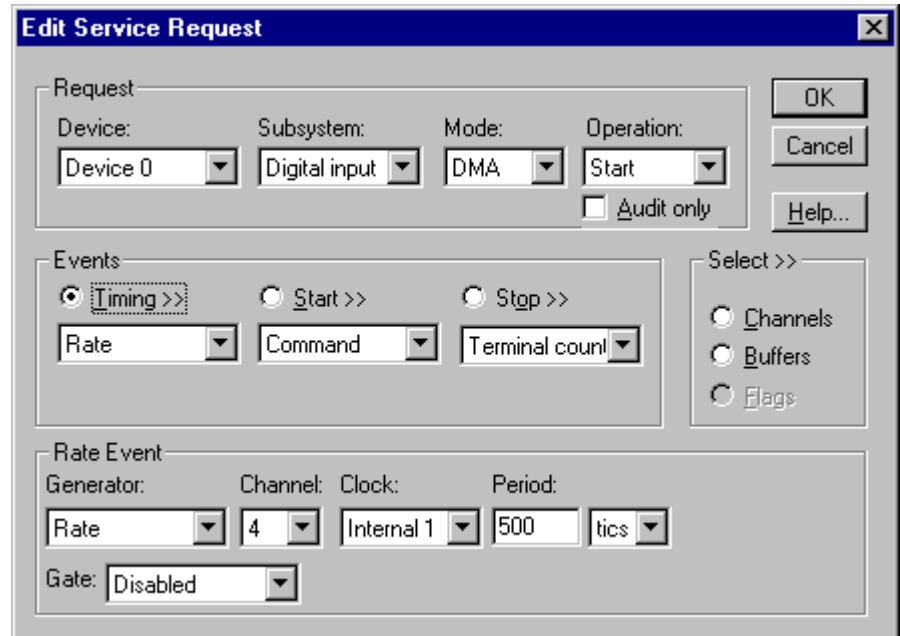 Edit Service Request
Request
Device: Subsystem: Mode: Operation:
Device 0 Digital input DMA Start
Audit only
OK
Cancel
Help...
Events
Timing >> Start >> Stop >>
Rate Command Terminal count
Select >>
Channels
Buffers
Flags
Rate Event
Generator: Channel: Clock: Period:
Rate 4 Internal 1 500 tics
Gate: Disabled